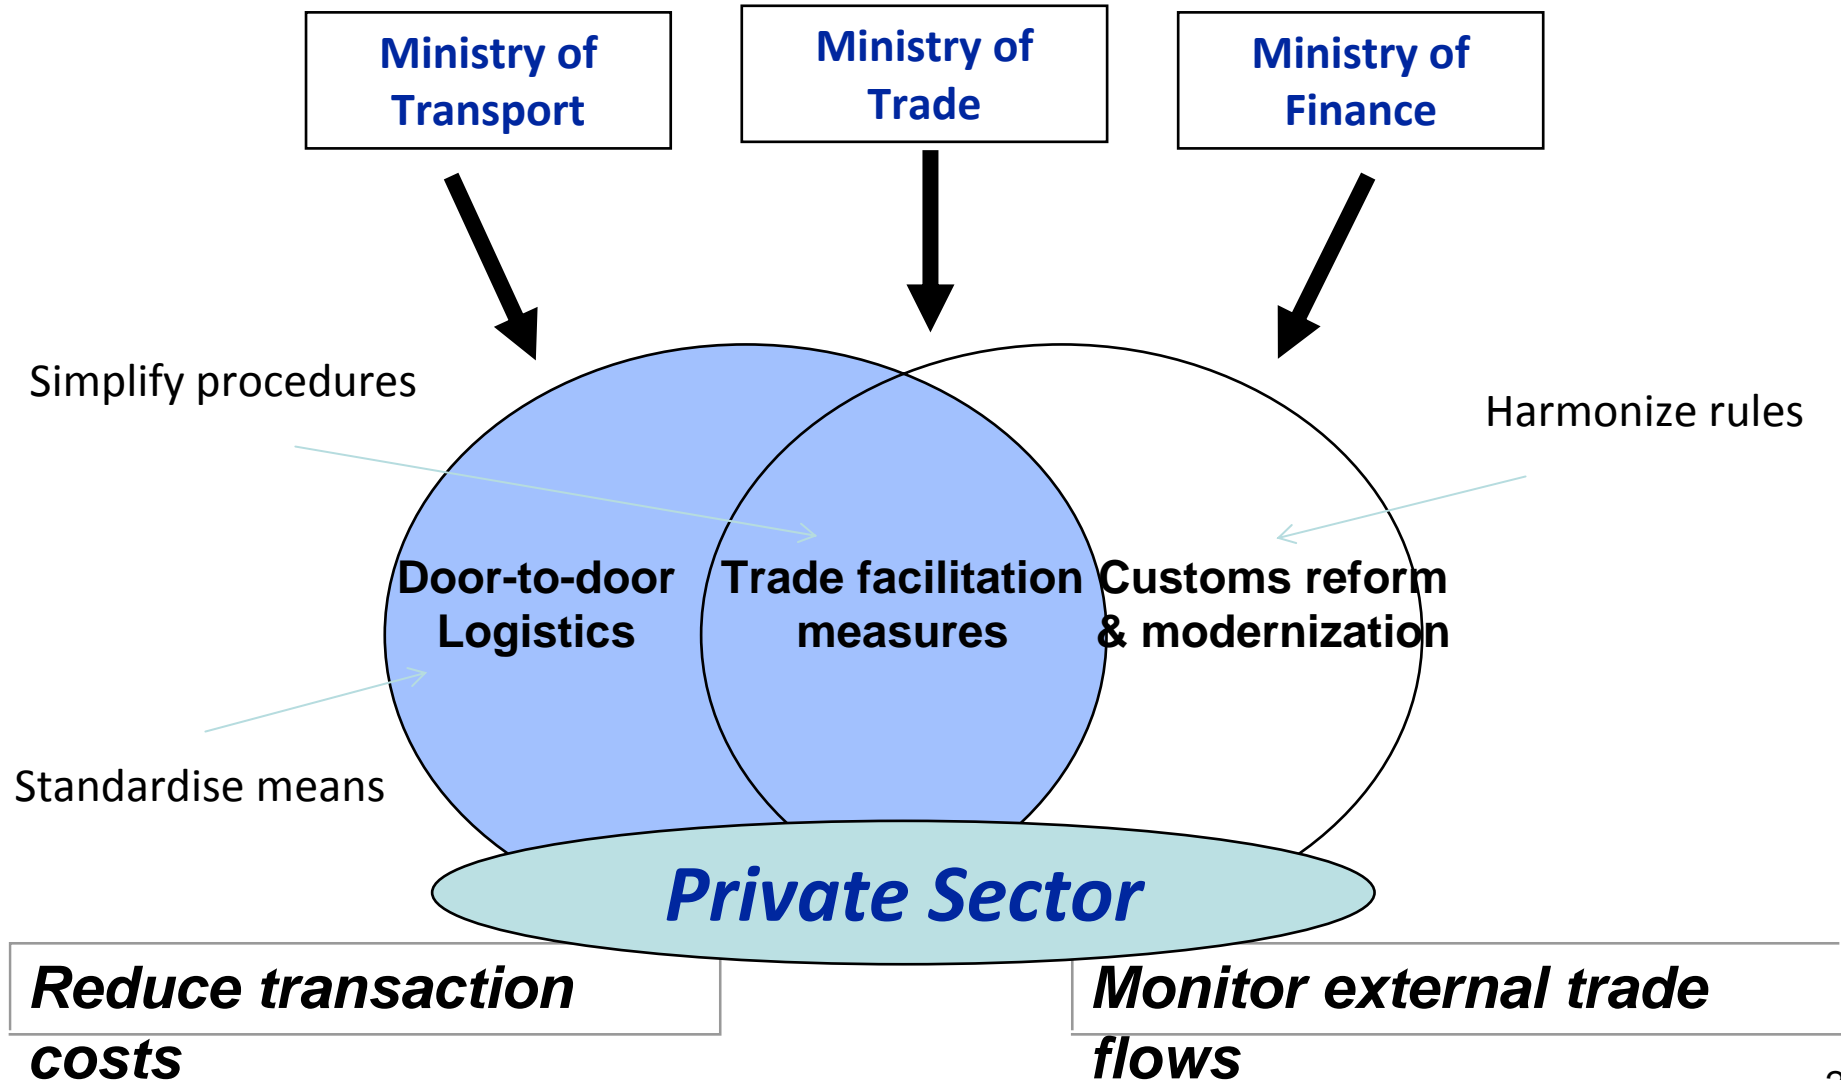 Ministry of
Transport
Ministry of
Trade
Ministry of
Finance
Simplify procedures
Harmonize rules
Door-to-door
Logistics
Trade facilitation
measures
Customs reform
& modernization
Standardise means
Private Sector
Reduce transaction
costs
Monitor external trade
flows